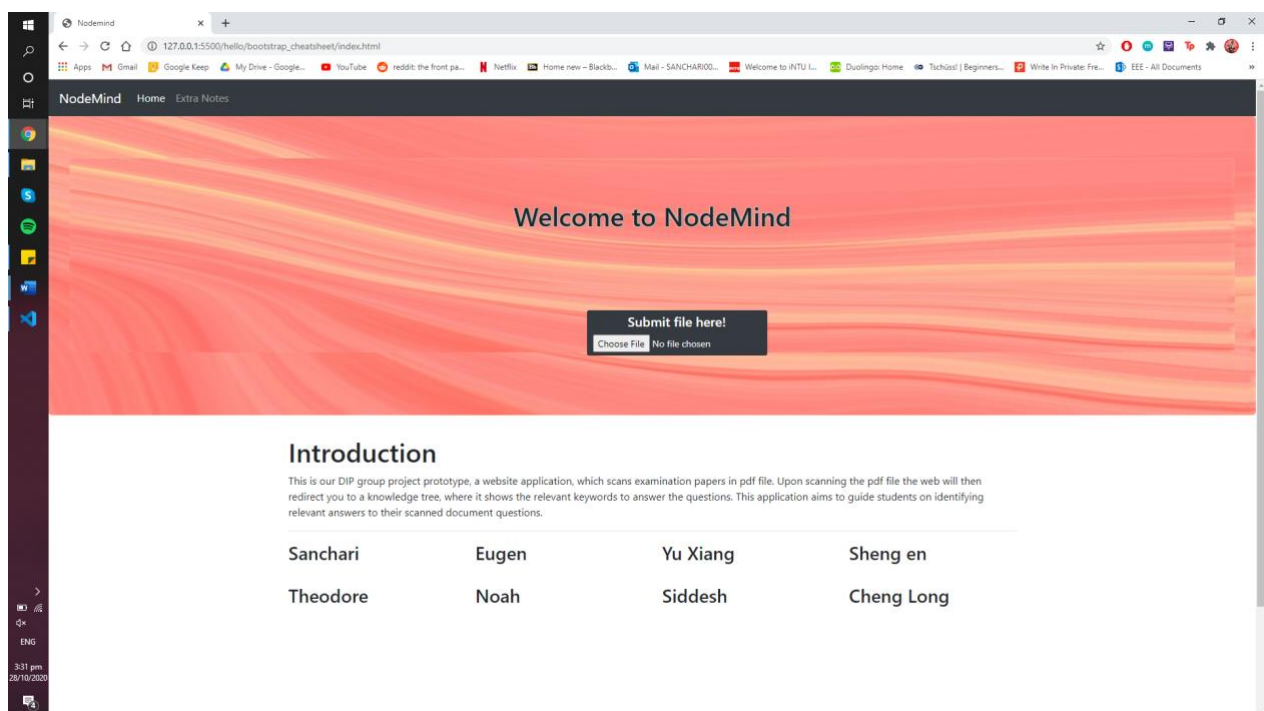 Nodemind
127.0.0.1:5500/hello/bootstrap_cheatsheet/index.html
Apps Gmail Google Keep My Drive - Google... YouTube reddit: the front pa... Netflix Home new – Blackb... Mail - SANCHARI00... Welcome to iNTU I... Duolingo: Home Tschüss! | Beginners... Write In Private: Fre... EEE - All Documents
NodeMind Home Extra Notes
Welcome to NodeMind
Submit file here!
Choose File No file chosen
Introduction
This is our DIP group project prototype, a website application, which scans examination papers in pdf file. Upon scanning the pdf file the web will then
redirect you to a knowledge tree, where it shows the relevant keywords to answer the questions. This application aims to guide students on identifying
relevant answers to their scanned document questions.
Sanchari Eugen Yu Xiang Sheng en
Theodore Noah Siddesh Cheng Long
ENG
3:31 pm
28/10/2020